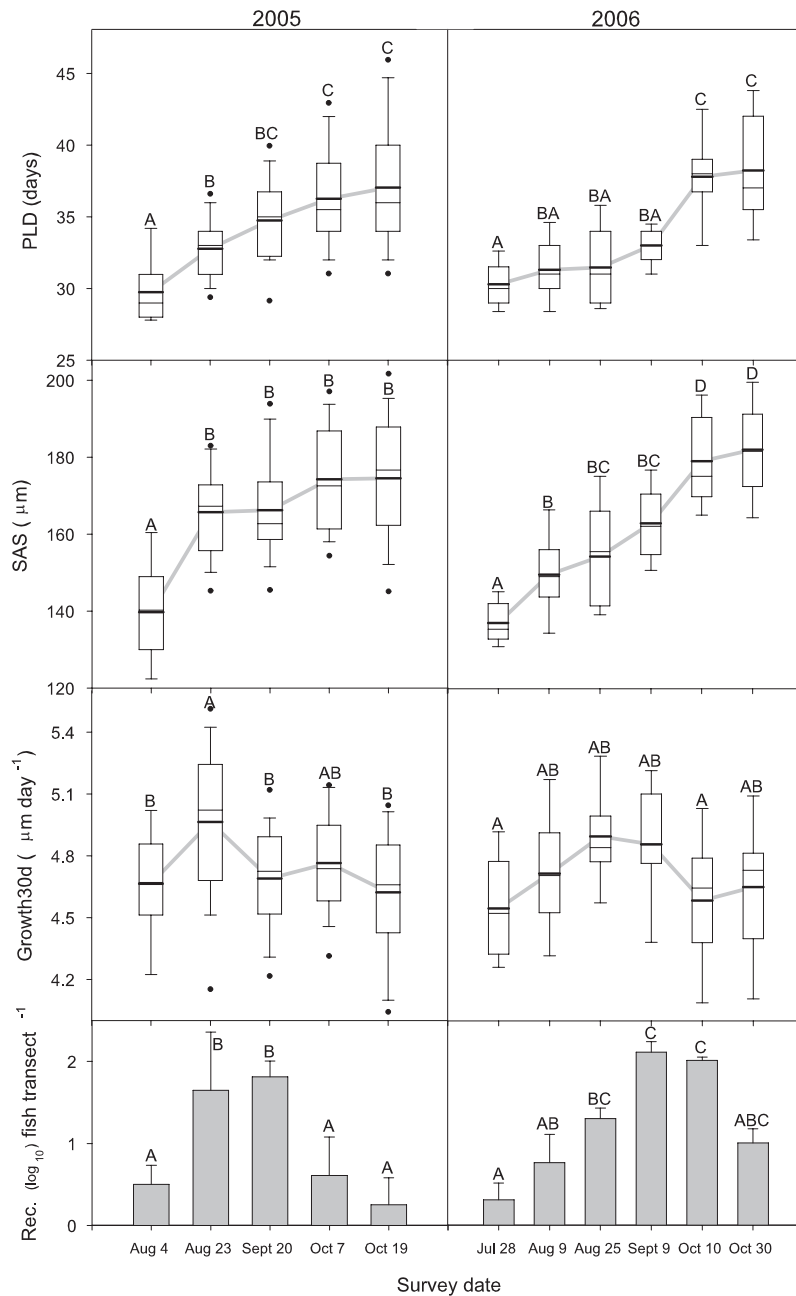 2005 2006
PLD (days)
45
40
35
30
25
A B BC C C
A BA BA BA C C
SAS ( μm)
200
180
160
140
120
A B B B B
A B BC BC D D
Growth30d ( μm day -1)
5.4
5.1
4.8
4.5
4.2
B A B AB B
A AB AB AB A AB
Rec. (log 10) fish transect -1
2
1
0
A B B A A
A AB BC C C ABC
Aug 4 Aug 23 Sept 20 Oct 7 Oct 19 Jul 28 Aug 9 Aug 25 Sept 9 Oct 10 Oct 30
Survey date